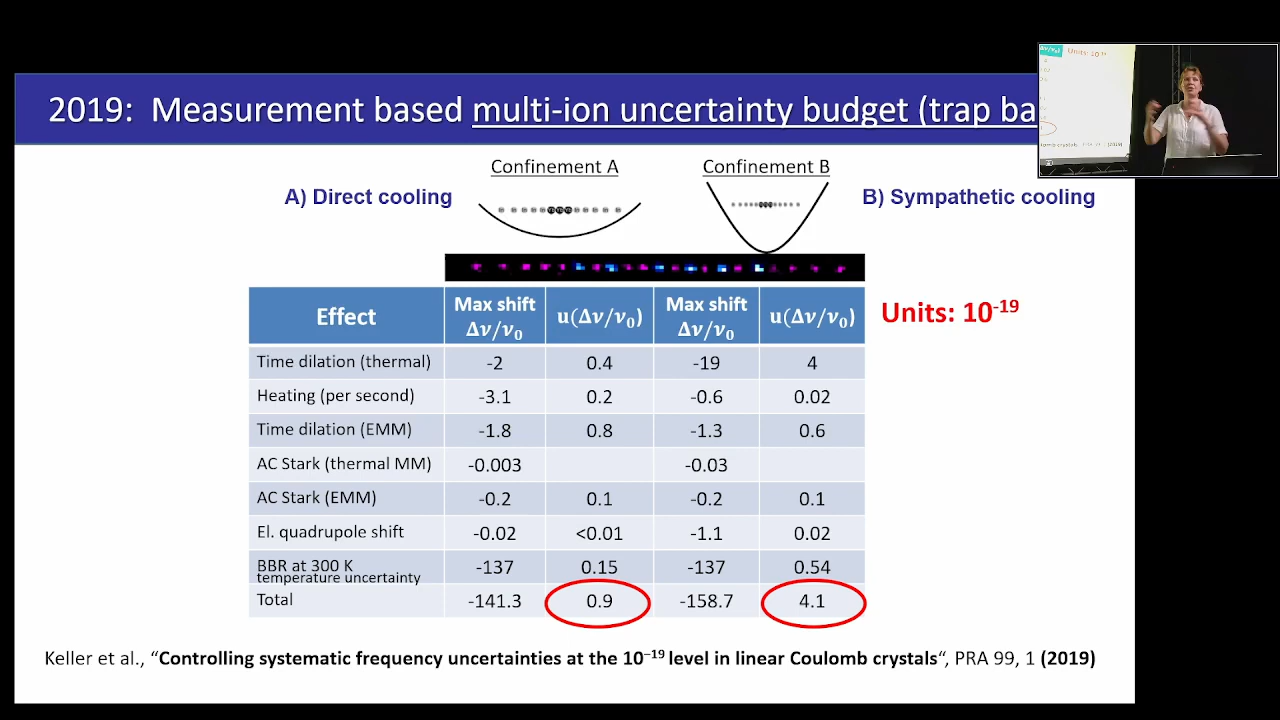 2019: Measurement based multi-ion uncertainty budget (trap ba
Confinement A
Confinement B
A) Direct cooling
B) Sympathetic cooling
Effect
Max shift Δν/ν₀
u(Δν/ν₀)
Max shift Δν/ν₀
u(Δν/ν₀)
Units: 10⁻¹⁹
Time dilation (thermal) -2 0.4 -19 4
Heating (per second) -3.1 0.2 -0.6 0.02
Time dilation (EMM) -1.8 0.8 -1.3 0.6
AC Stark (thermal MM) -0.003 -0.03
AC Stark (EMM) -0.2 0.1 -0.2 0.1
El. quadrupole shift -0.02 <0.01 -1.1 0.02
BBR at 300 K -137 0.15 -137 0.54
temperature uncertainty
Total -141.3 0.9 -158.7 4.1
Keller et al., “Controlling systematic frequency uncertainties at the 10⁻¹⁹ level in linear Coulomb crystals“, PRA 99, 1 (2019)
Units: 10⁻¹⁹
(2019)